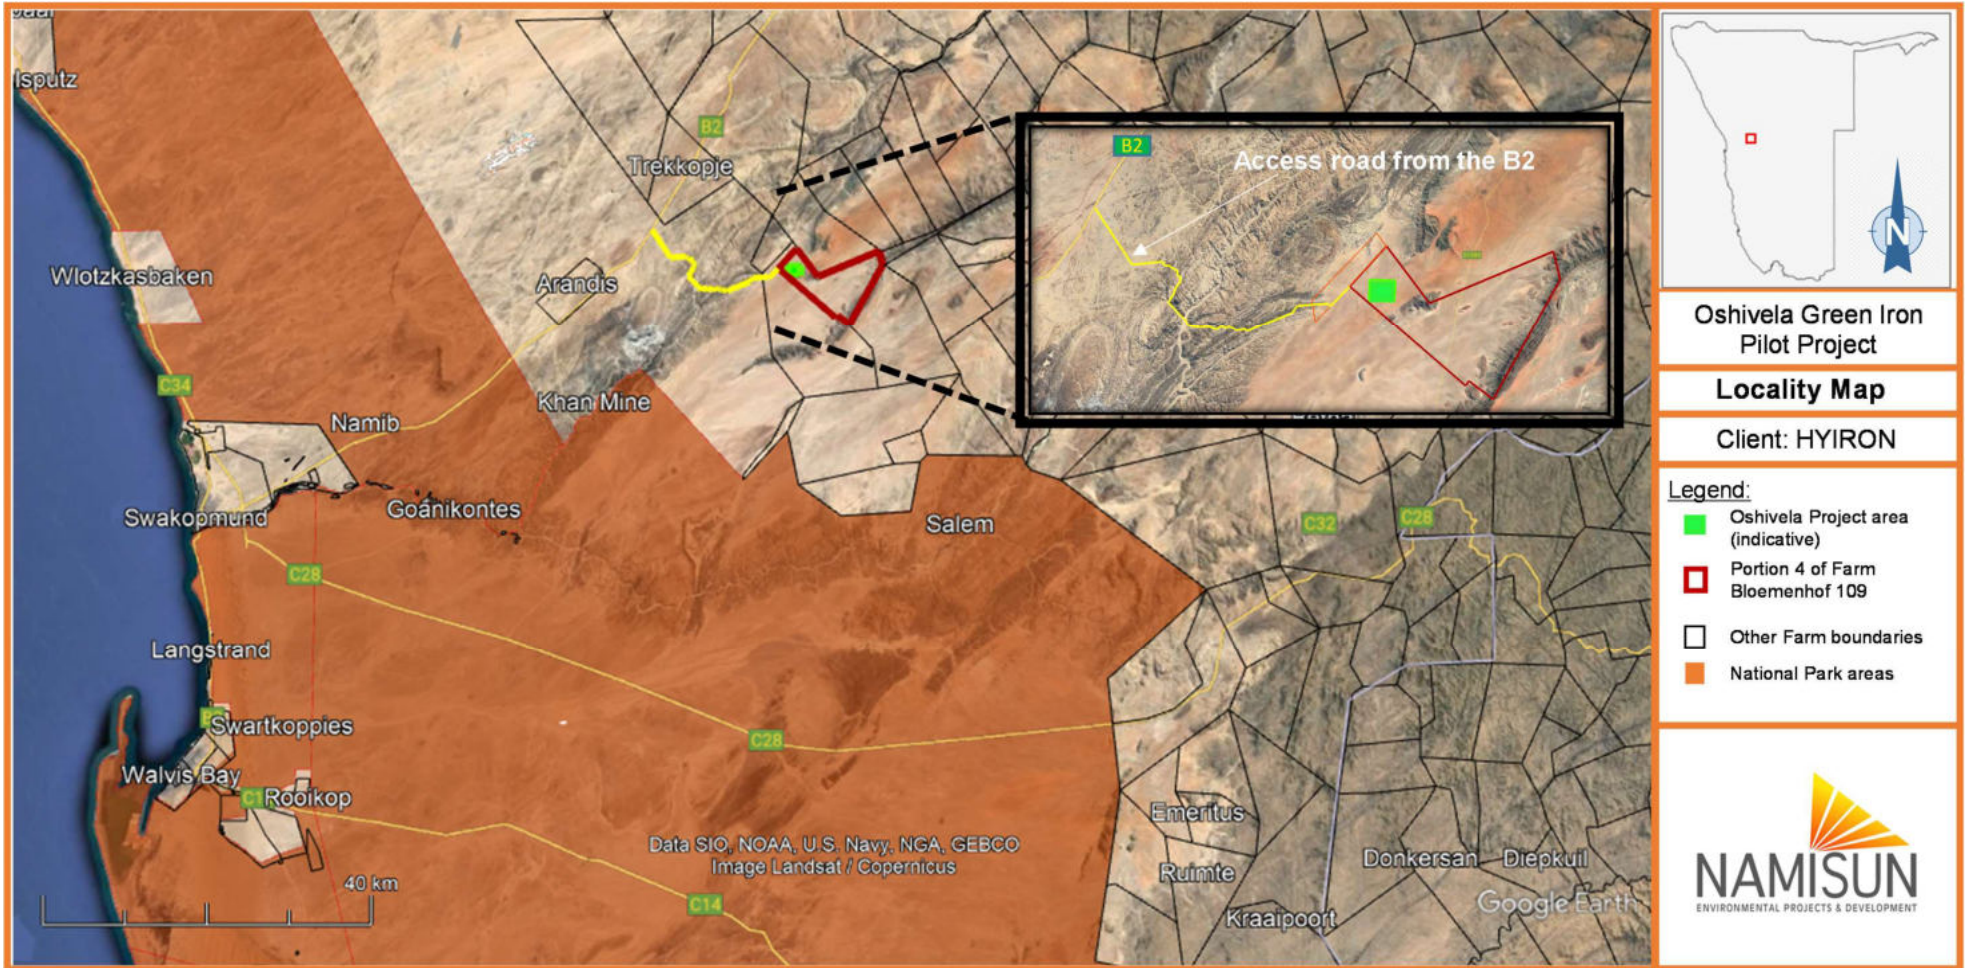 Isputz
B2
Trekkopje
Wlotzkasbaken
Arandis
C34
Khan Mine
Namib
Swakopmund
Goanikontes
Salem
C32
C28
C28
Langstrand
Swartkoppies
C28
Walvis Bay
Rooikop
Emeritus
Data SIO, NOAA, U.S. Navy, NGA, GEBCO
Image Landsat / Copernicus
Ruimte
Donkersan
Diepkuil
40 km
C14
Kraaipoort
Google Earth
B2
Access road from the B2
N
Oshivela Green Iron
Pilot Project
Locality Map
Client: HYIRON
Legend:
Oshivela Project area
(indicative)
Portion 4 of Farm
Bloemenhof 109
Other Farm boundaries
National Park areas
NAMISUN
ENVIRONMENTAL PROJECTS & DEVELOPMENT